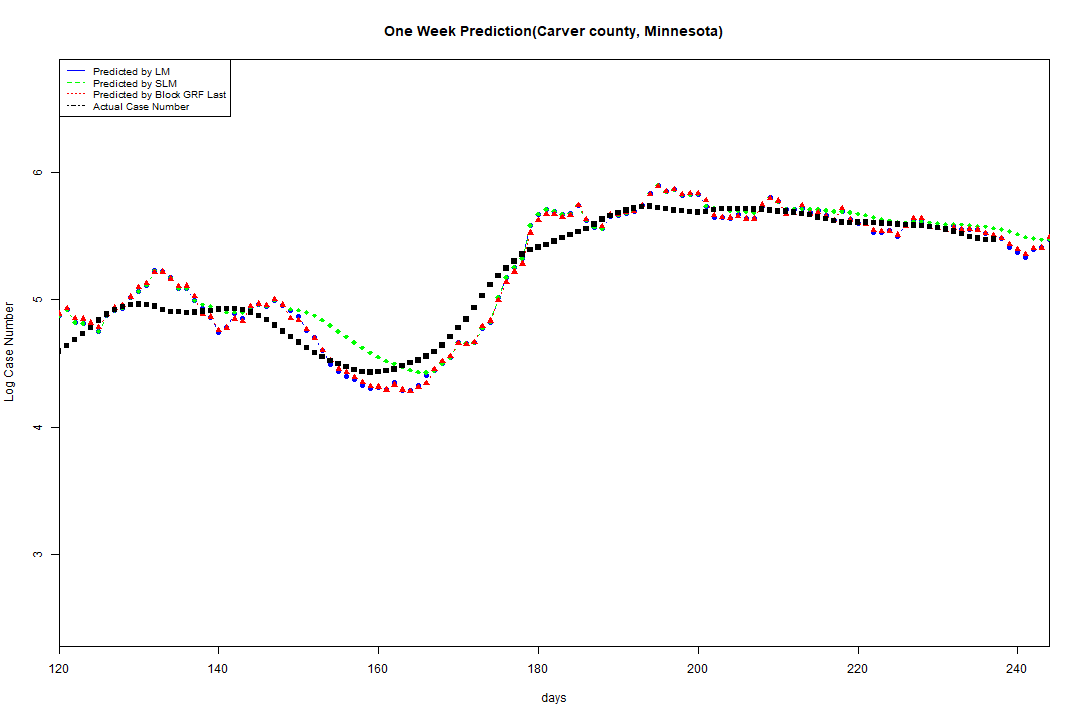 One Week Prediction(Carver county, Minnesota)
Predicted by LM
Predicted by SLM
Predicted by Block GRF Last
Actual Case Number
6
5
4
3
Log Case Number
120 140 160 180 200 220 240
days